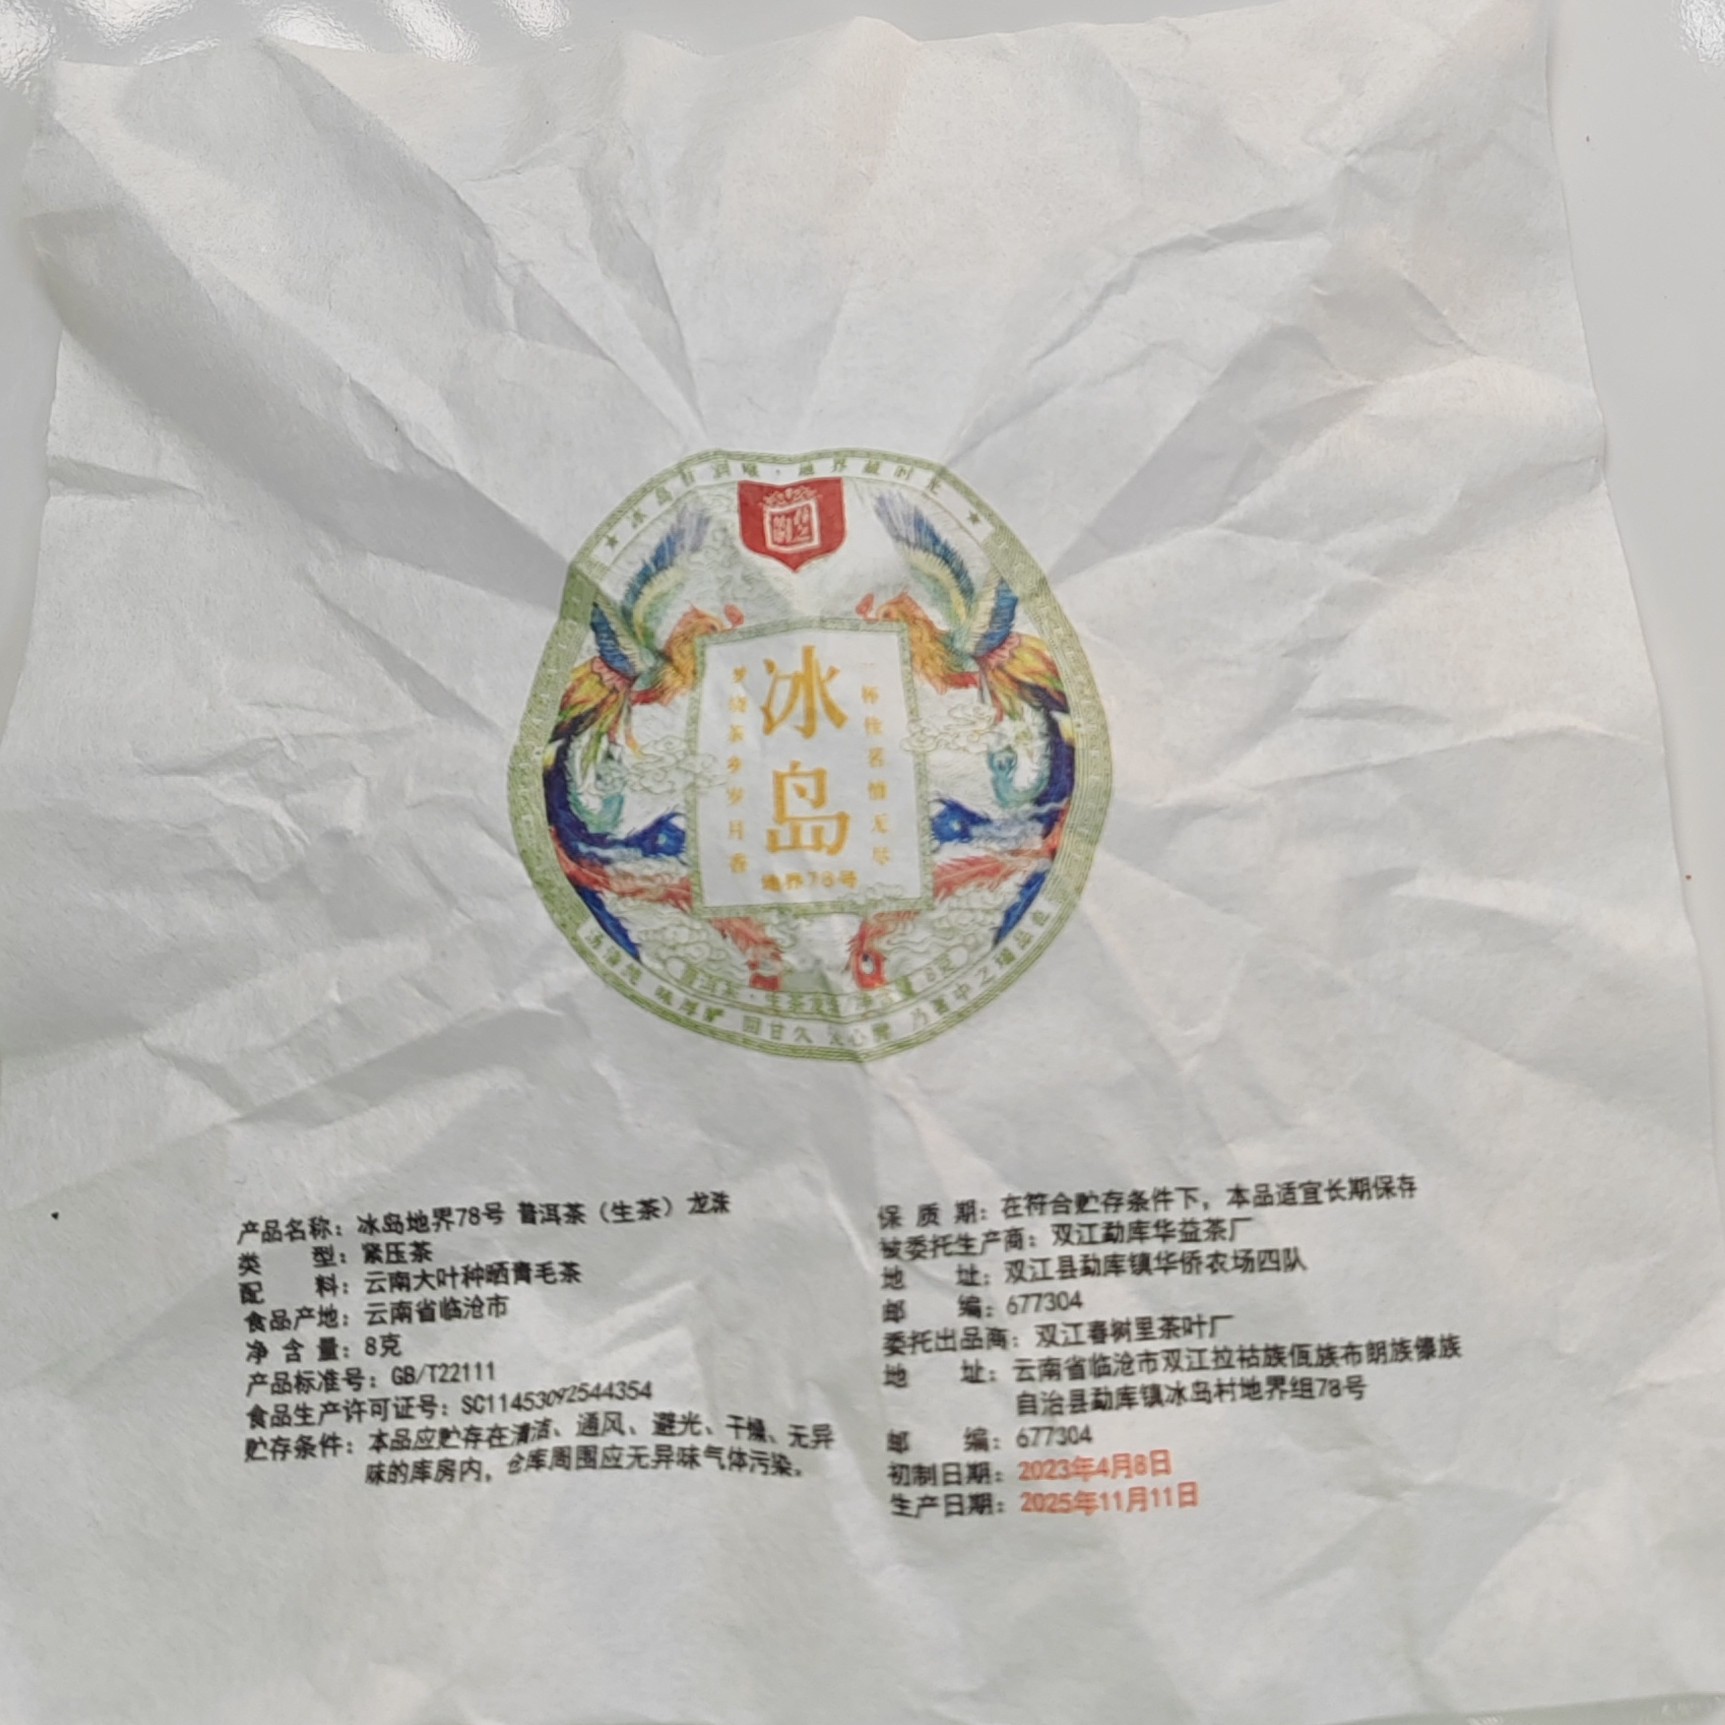 冰岛
地界78号
杯佳茗情无尽
茶乡岁月香
产品名称：冰岛地界78号 普洱茶（生茶）龙珠
类 型：紧压茶
配 料：云南大叶种晒青毛茶
食品产地：云南省临沧市
净 含 量：8克
产品标准号：GB/T22111
食品生产许可证号：SC11453092544354
贮存条件：本品应贮存在清洁、通风、避光、干燥、无异
味的库房内，仓库周围应无异味气体污染。
保 质 期：在符合贮存条件下，本品适宜长期保存
被委托生产商：双江勐库华益茶厂
地 址：双江县勐库镇华侨农场四队
邮 编：677304
委托出品商：双江春树里茶叶厂
地 址：云南省临沧市双江拉祜族佤族布朗族傣族
自治县勐库镇冰岛村地界组78号
邮 编：677304
初制日期：2023年4月8日
生产日期：2025年11月11日